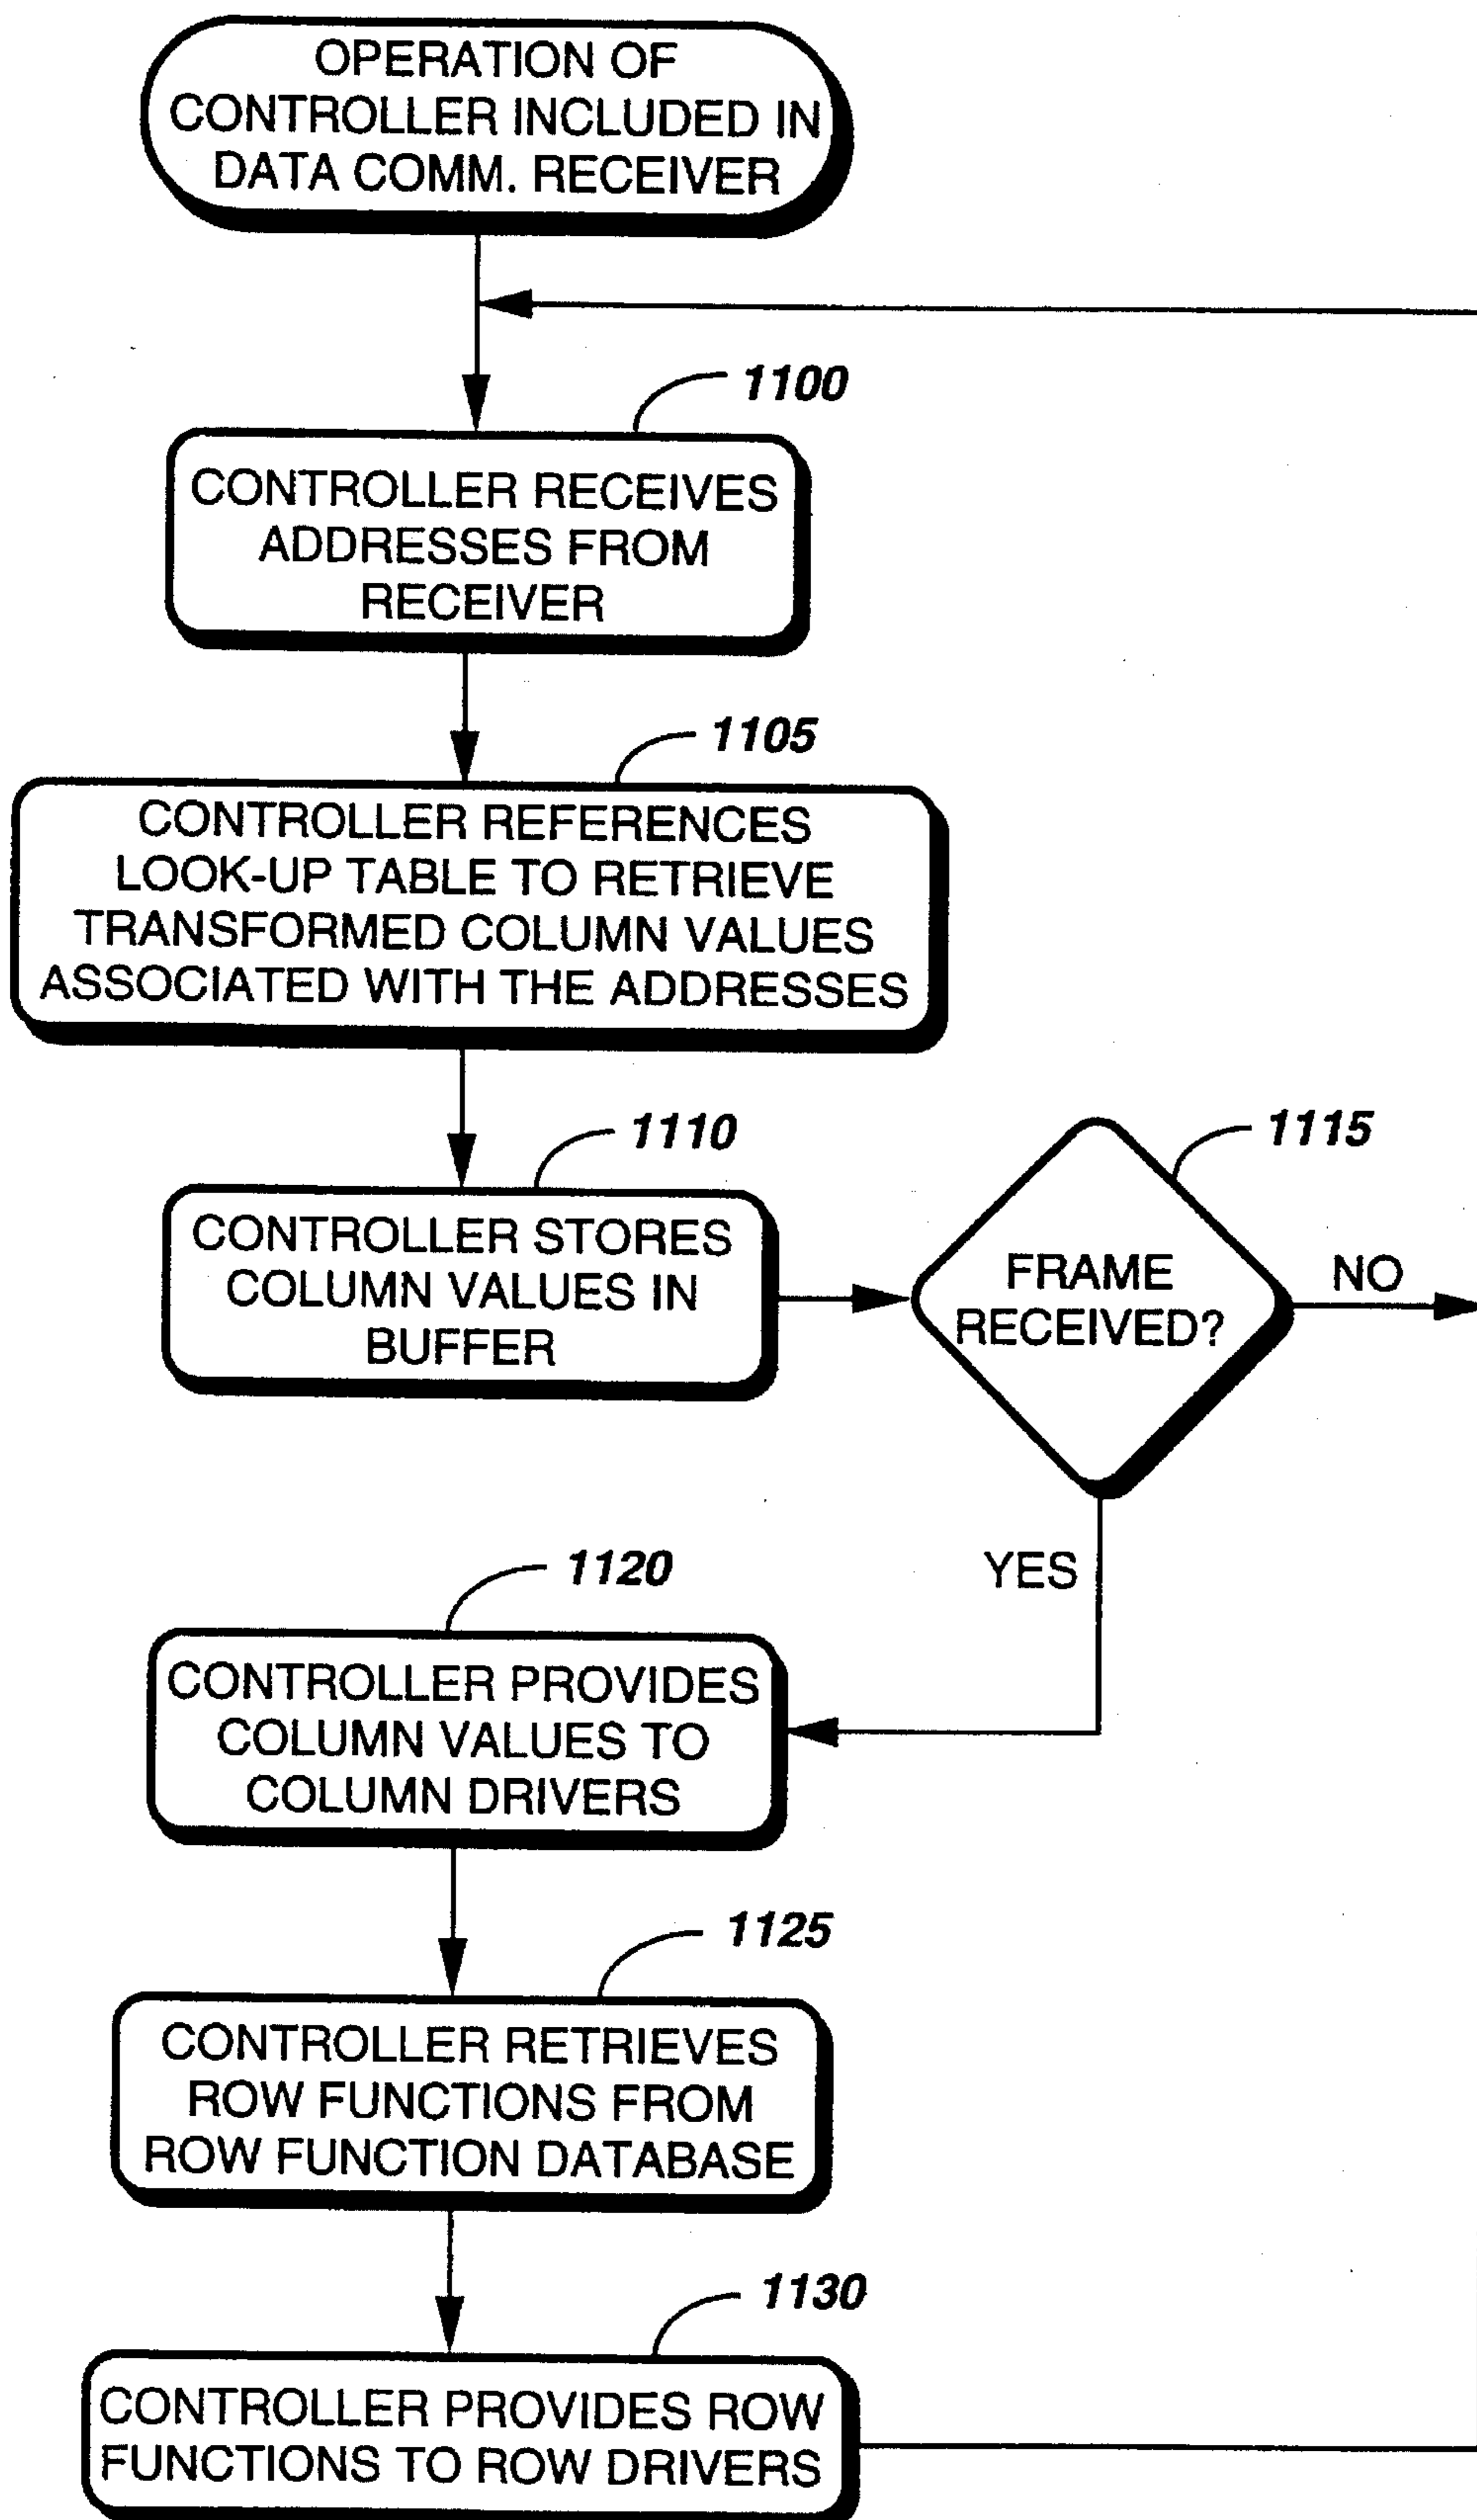 OPERATION OF
CONTROLLER INCLUDED IN
DATA COMM. RECEIVER
1100
CONTROLLER RECEIVES
ADDRESSES FROM
RECEIVER
1105
CONTROLLER REFERENCES
LOOK-UP TABLE TO RETRIEVE
TRANSFORMED COLUMN VALUES
ASSOCIATED WITH THE ADDRESSES
1110
CONTROLLER STORES
COLUMN VALUES IN
BUFFER
1115
FRAME
RECEIVED?
NO
YES
1120
CONTROLLER PROVIDES
COLUMN VALUES TO
COLUMN DRIVERS
1125
CONTROLLER RETRIEVES
ROW FUNCTIONS FROM
ROW FUNCTION DATABASE
1130
CONTROLLER PROVIDES ROW
FUNCTIONS TO ROW DRIVERS